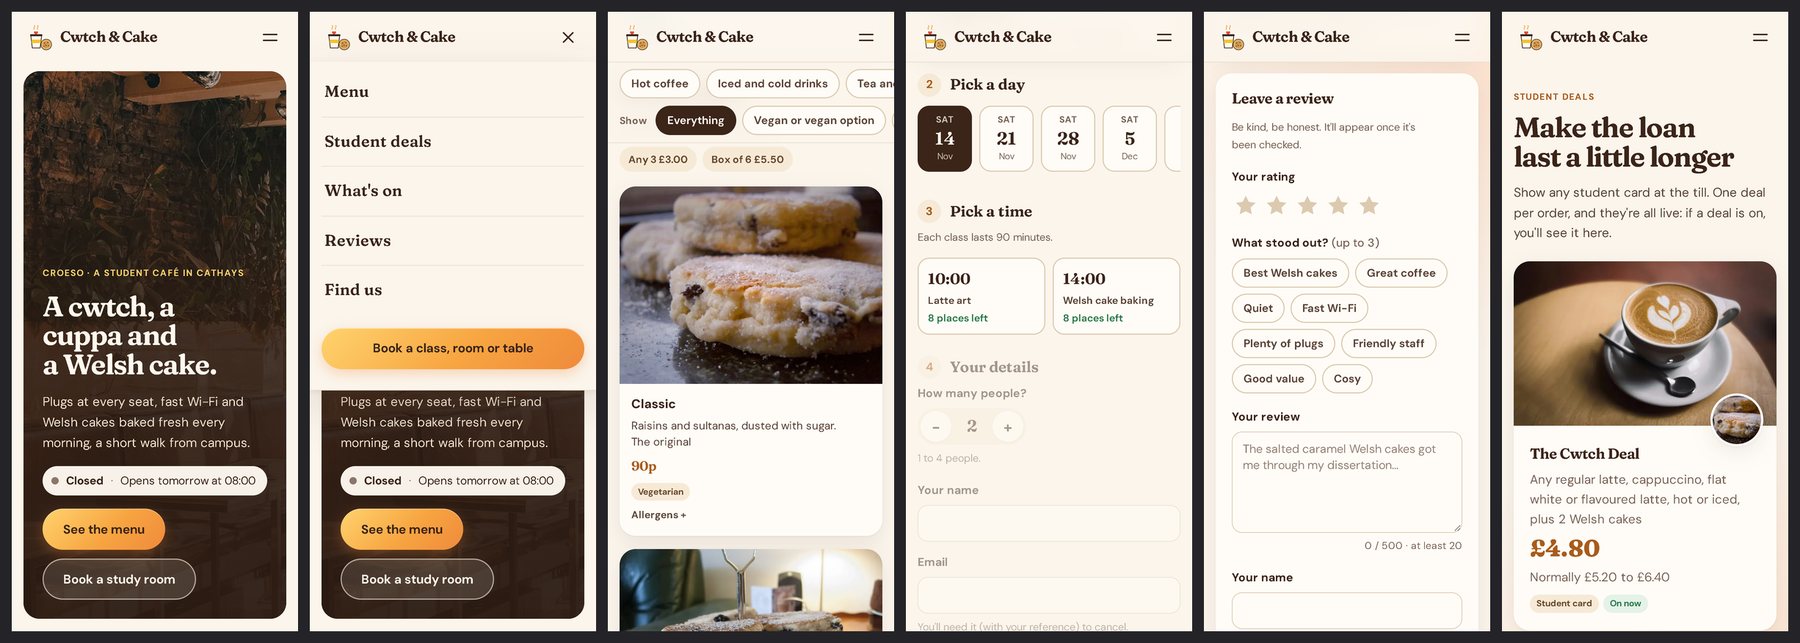 Cwtch & Cake
CROESO · A STUDENT CAFÉ IN CATHAYS
A cwtch, a
cuppa and
a Welsh cake.
Plugs at every seat, fast Wi-Fi and
Welsh cakes baked fresh every
morning, a short walk from campus.
Closed · Opens tomorrow at 08:00
See the menu
Book a study room
Cwtch & Cake
Menu
Student deals
What's on
Reviews
Find us
Book a class, room or table
Plugs at every seat, fast Wi-Fi and
Welsh cakes baked fresh every
morning, a short walk from campus.
Closed · Opens tomorrow at 08:00
See the menu
Book a study room
Cwtch & Cake
Hot coffee Iced and cold drinks Tea an
Show Everything Vegan or vegan option
Any 3 £3.00 Box of 6 £5.50
Classic
Raisins and sultanas, dusted with sugar.
The original
90p
Vegetarian
Allergens +
Cwtch & Cake
2 Pick a day
SAT SAT SAT SAT
14 21 28 5
Nov Nov Nov Dec
3 Pick a time
Each class lasts 90 minutes.
10:00 14:00
Latte art Welsh cake baking
8 places left 8 places left
4 Your details
How many people?
- 2 +
1 to 4 people.
Your name
Email
You'll need it (with your reference) to cancel.
Cwtch & Cake
Leave a review
Be kind, be honest. It'll appear once it's
been checked.
Your rating
What stood out? (up to 3)
Best Welsh cakes Great coffee
Quiet Fast Wi-Fi
Plenty of plugs Friendly staff
Good value Cosy
Your review
The salted caramel Welsh cakes got
me through my dissertation...
0 / 500 · at least 20
Your name
Cwtch & Cake
STUDENT DEALS
Make the loan
last a little longer
Show any student card at the till. One deal
per order, and they're all live: if a deal is on,
you'll see it here.
The Cwtch Deal
Any regular latte, cappuccino, flat
white or flavoured latte, hot or iced,
plus 2 Welsh cakes
£4.80
Normally £5.20 to £6.40
Student card On now